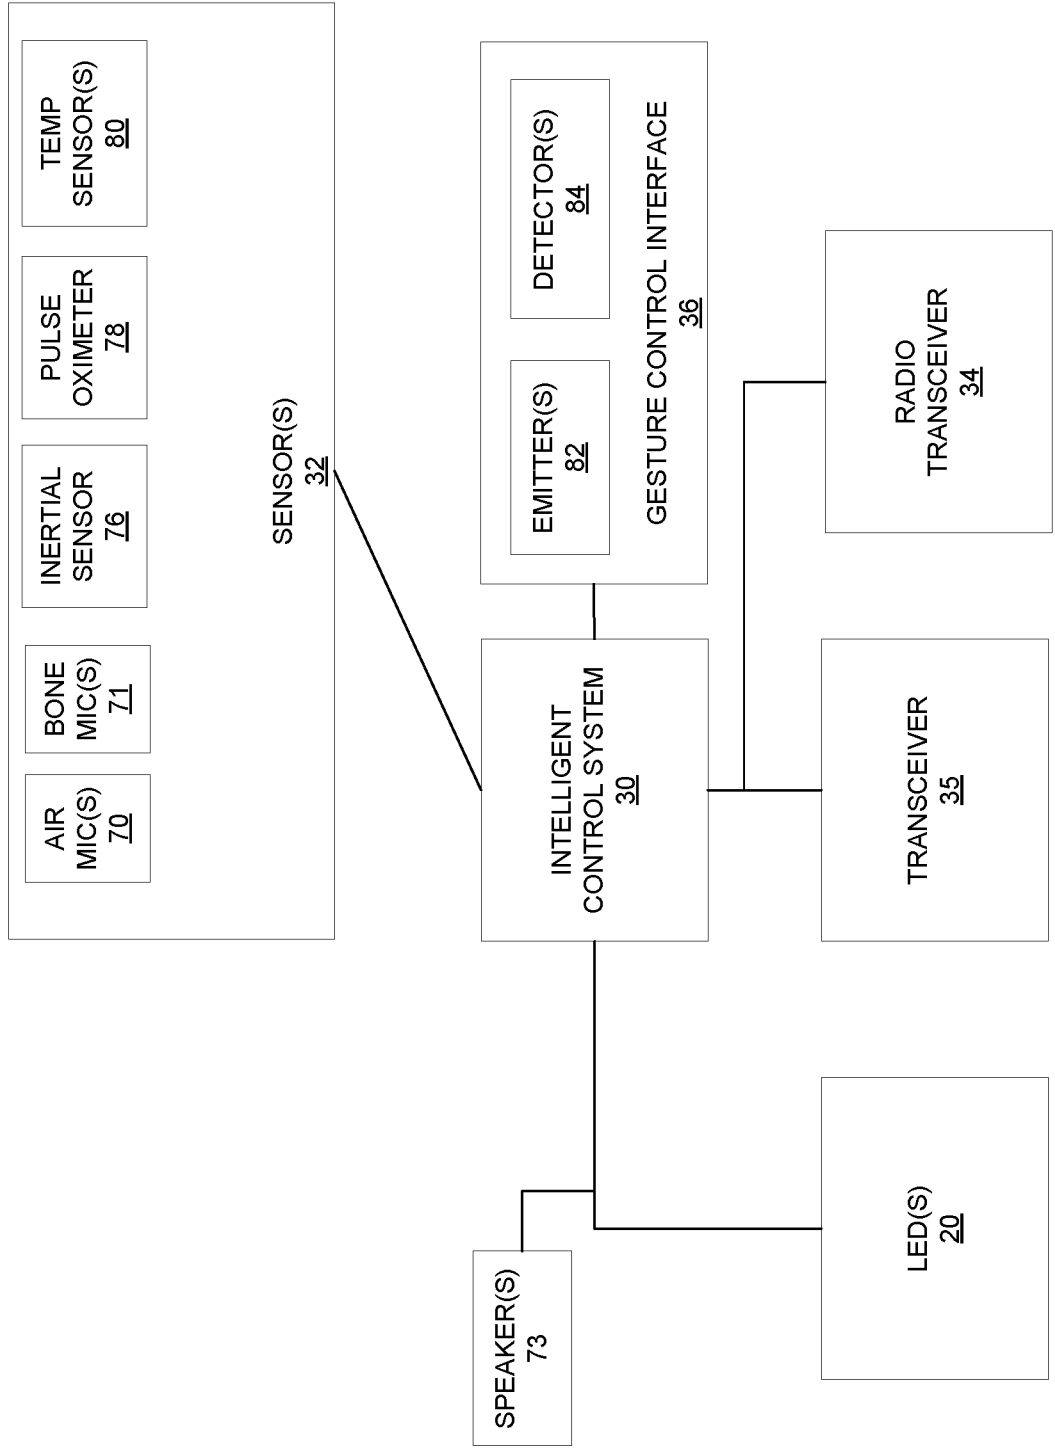 AIR
MIC(S)
70
BONE
MIC(S)
71
INERTIAL
SENSOR
76
PULSE
OXIMETER
78
TEMP
SENSOR(S)
80
SENSOR(S)
32
SPEAKER(S)
73
INTELLIGENT
CONTROL SYSTEM
30
EMITTER(S)
82
DETECTOR(S)
84
GESTURE CONTROL INTERFACE
36
LED(S)
20
TRANSCEIVER
35
RADIO
TRANSCEIVER
34